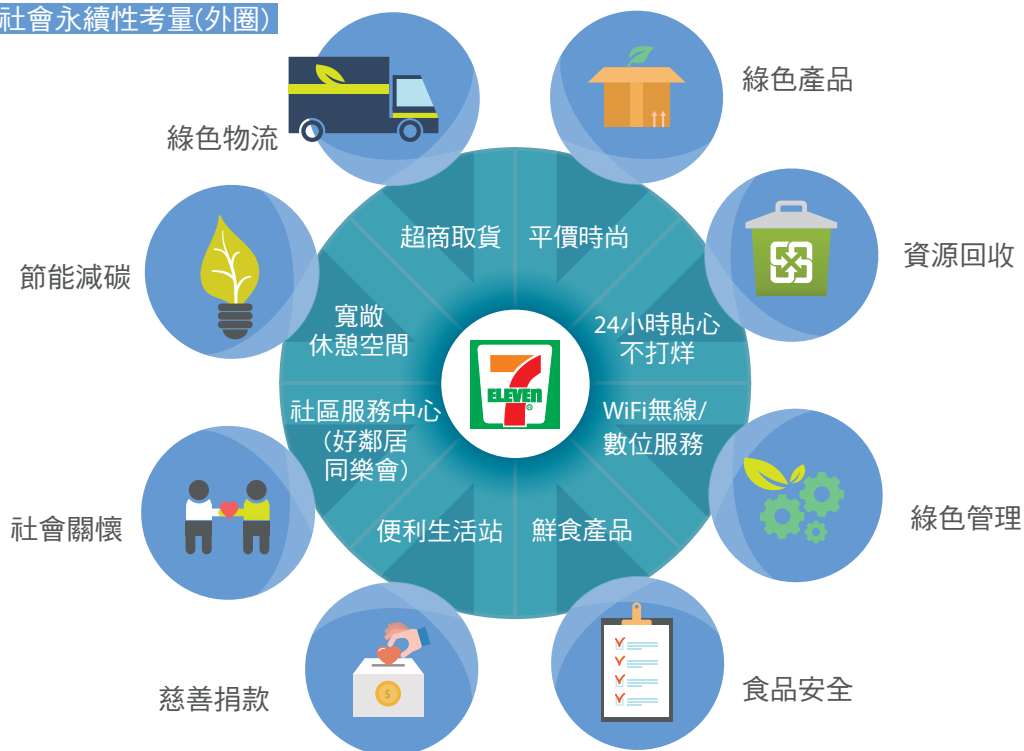 社會永續性考量(外圈)
綠色物流
綠色產品
節能減碳
資源回收
超商取貨
平價時尚
寬敞
休憩空間
24小時貼心
不打烊
社區服務中心
(好鄰居
同樂會)
WiFi無線/
數位服務
便利生活站
鮮食產品
7
ELEVEN
®
社會關懷
綠色管理
慈善捐款
$
食品安全